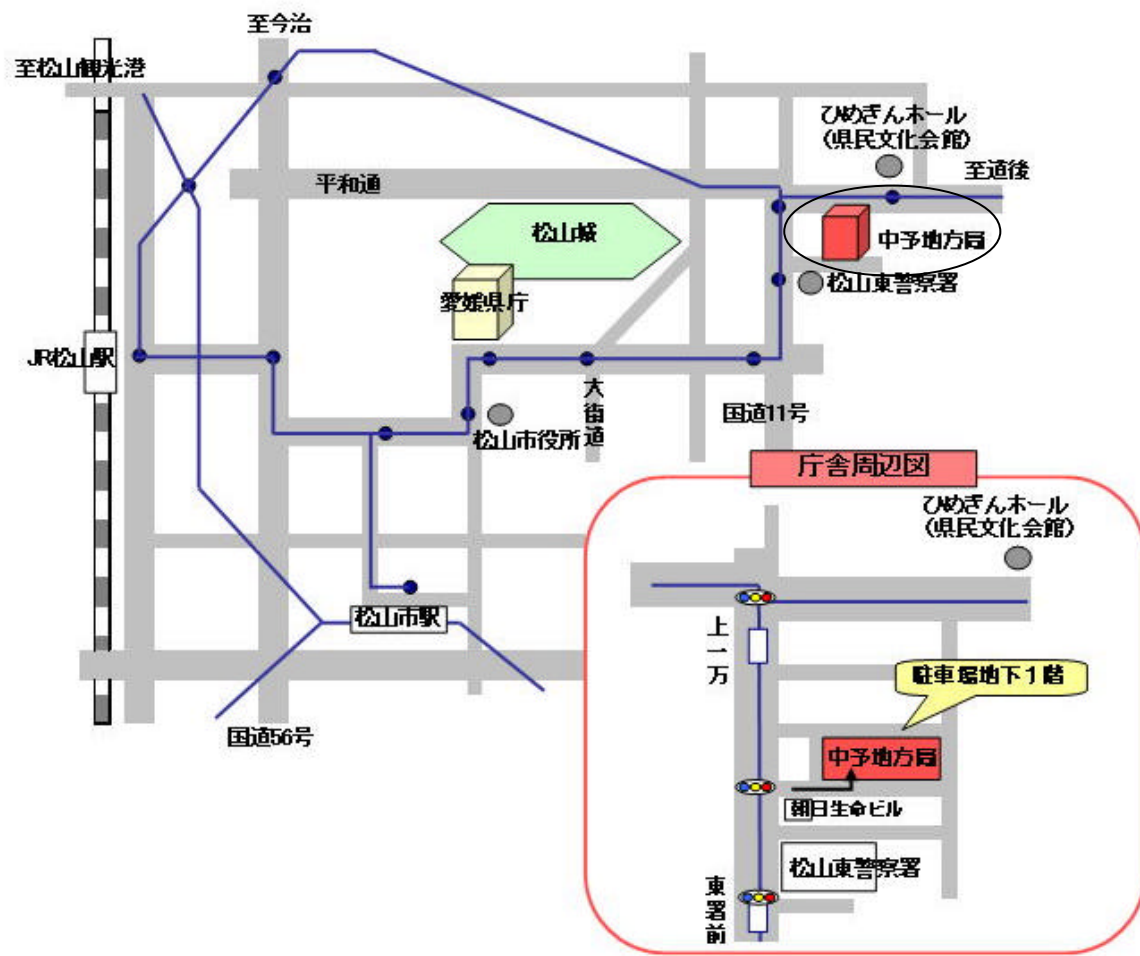 至今治
至松山観光港
ひめぎんホール
（県民文化会館）
至道後
平和通
松山城
中予地方局
愛媛県庁
松山東警察署
JR松山駅
大街道
国道11号
松山市役所
庁舎周辺図
ひめぎんホール
（県民文化会館）
松山市駅
上一万
駐車場地下１階
国道56号
中予地方局
朝日生命ビル
松山東警察署
東署前